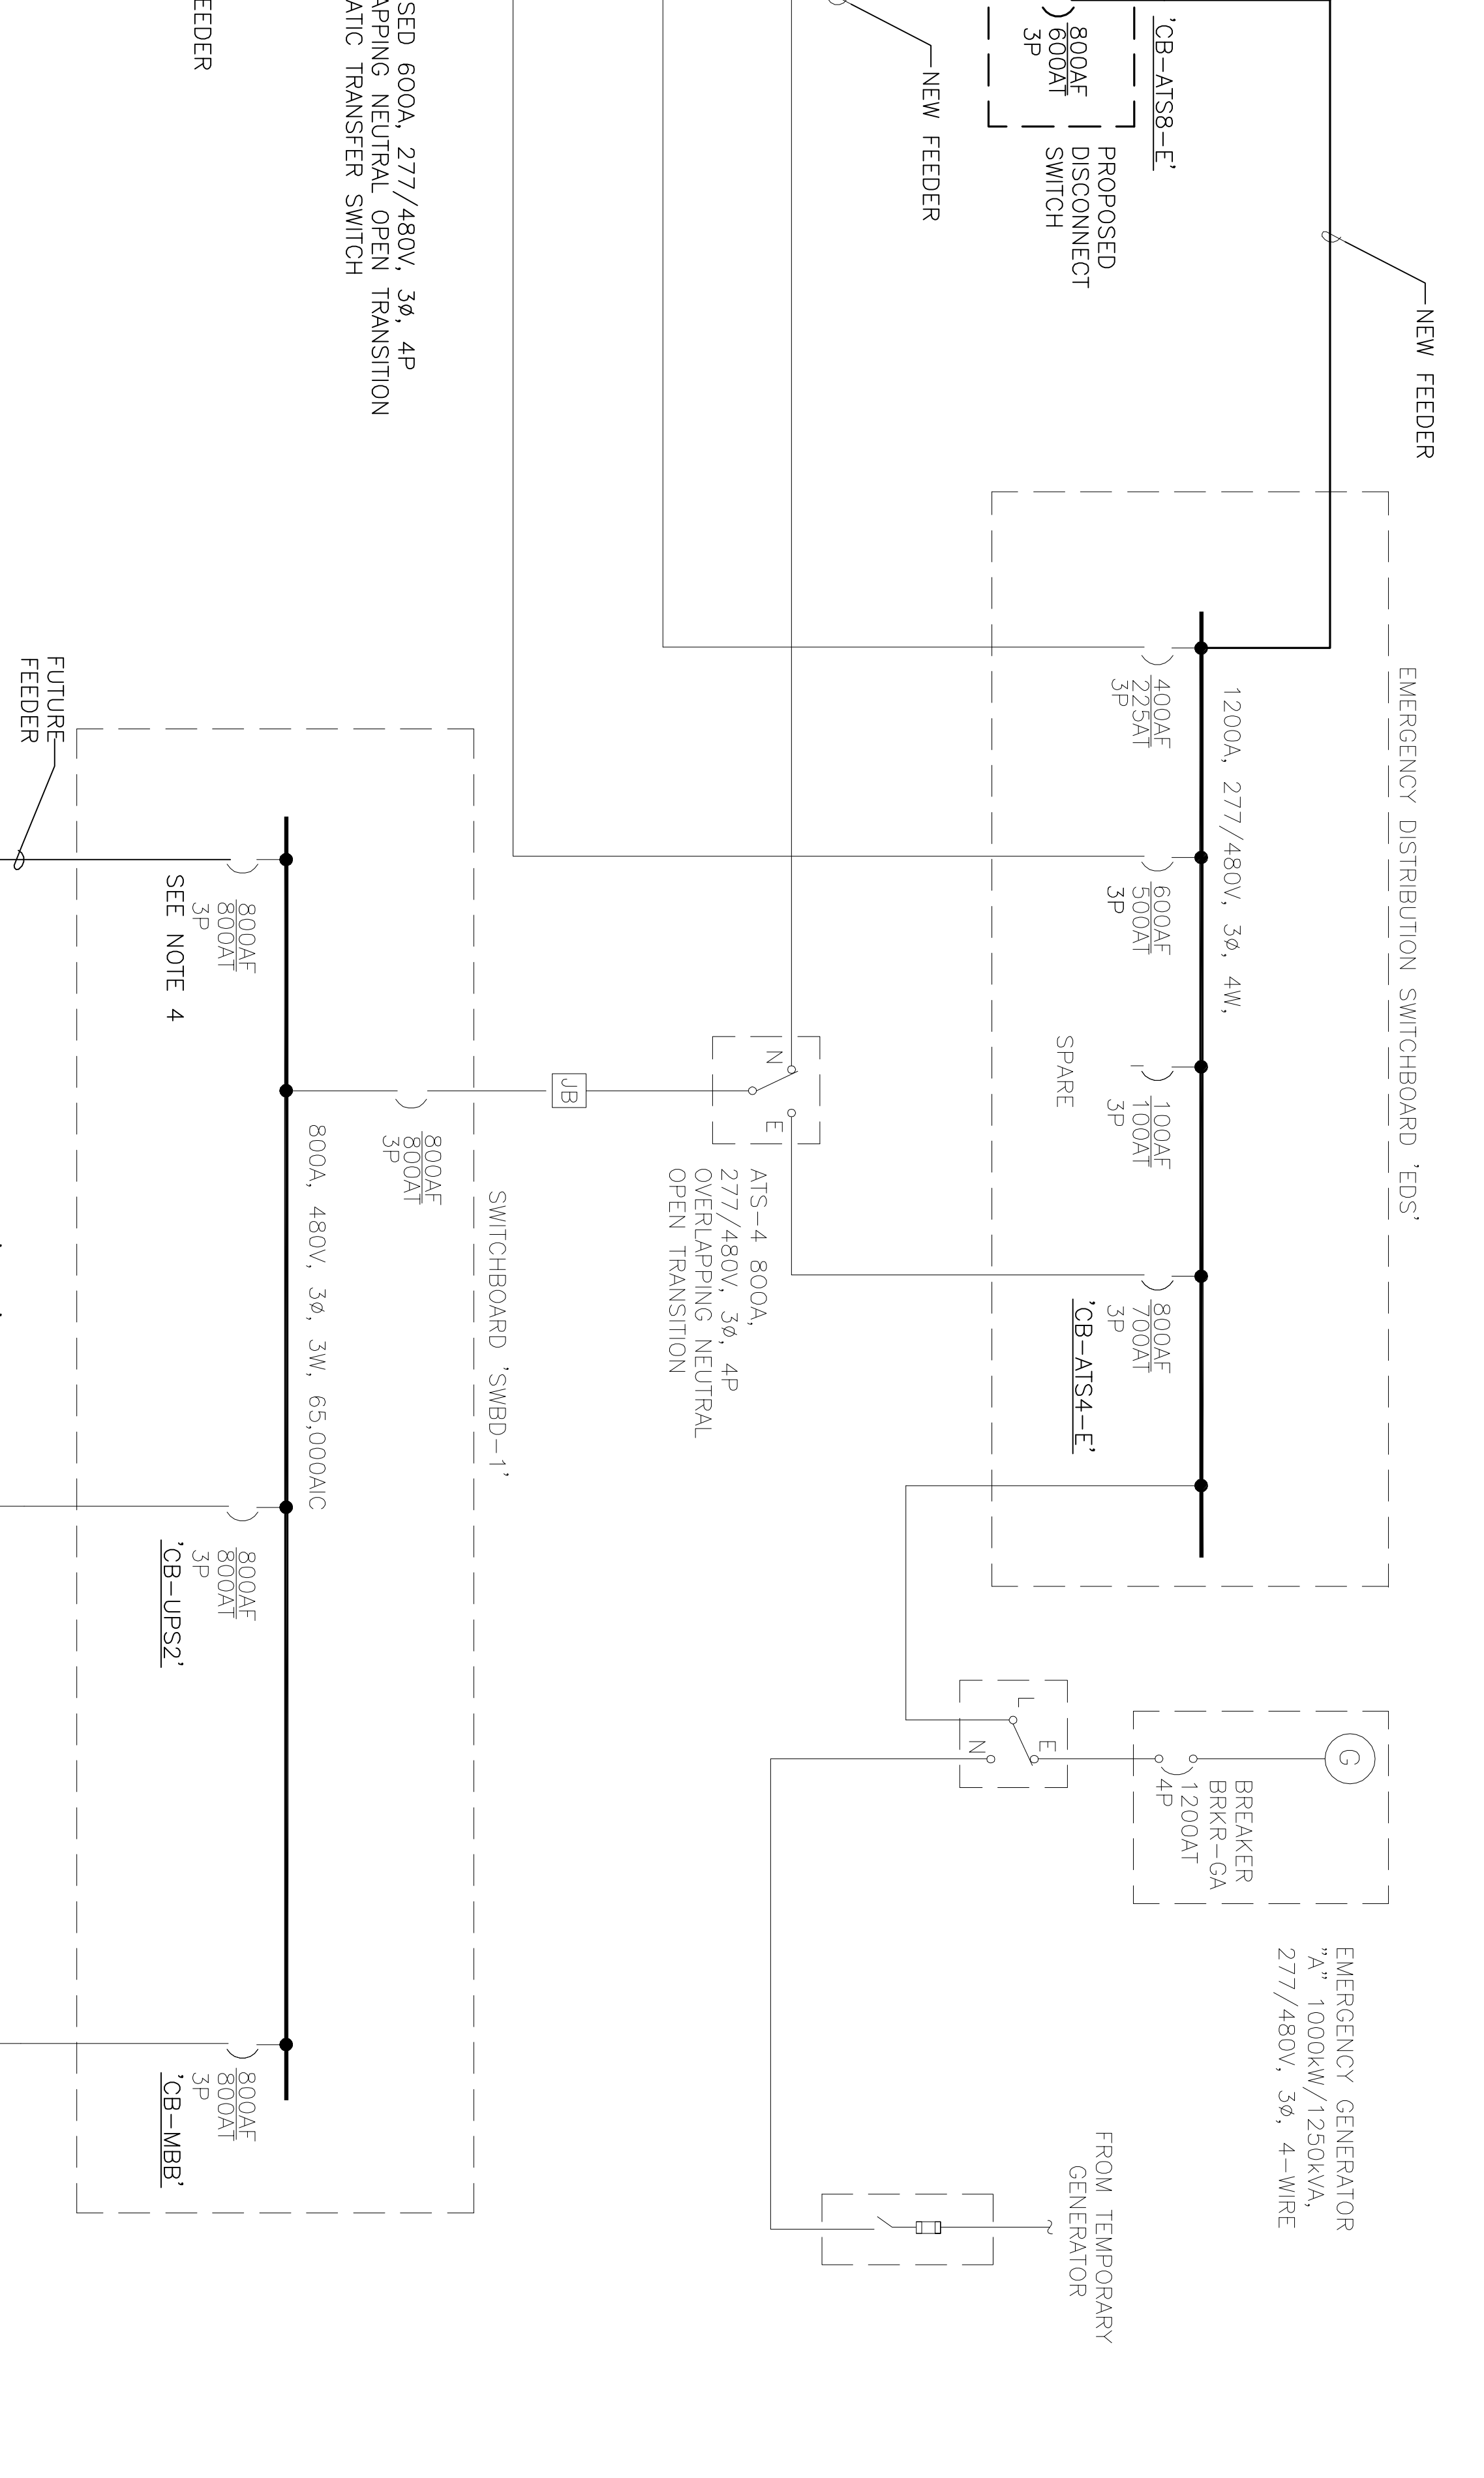 NEW FEEDER
'CB-ATS8-E'
800AF
600AT
3P
PROPOSED
DISCONNECT
SWITCH
NEW FEEDER
600A, 277/480V, 3Ø, 4P
NEUTRAL OPEN TRANSITION
TRANSFER SWITCH
EMERGENCY DISTRIBUTION SWITCHBOARD 'EDS'
1200A, 277/480V, 3Ø, 4W,
400AF
225AT
3P
600AF
500AT
3P
100AF
100AT
3P
SPARE
800AF
700AT
3P
'CB-ATS4-E'
EMERGENCY GENERATOR
"A" 1000kW/1250kVA,
277/480V, 3Ø, 4-WIRE
G
BREAKER
BRKR-GA
1200AT
4P
L
E
N
FROM TEMPORARY
GENERATOR
N
E
ATS-4 800A,
277/480V, 3Ø, 4P
OVERLAPPING NEUTRAL
OPEN TRANSITION
JB
SWITCHBOARD 'SWBD-1'
800AF
800AT
3P
800A, 480V, 3Ø, 3W, 65,000AIC
800AF
800AT
3P
SEE NOTE 4
800AF
800AT
3P
'CB-UPS2'
800AF
800AT
3P
'CB-MBB'
FUTURE
FEEDER